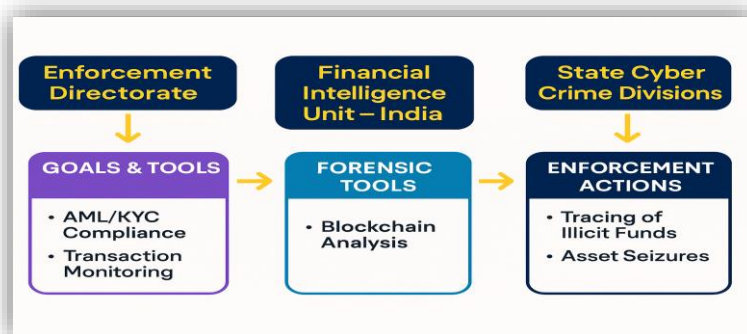 Enforcement
Directorate
Financial
Intelligence
Unit – India
State Cyber
Crime Divisions
GOALS & TOOLS
• AML/KYC
Compliance
• Transaction
Monitoring
FORENSIC
TOOLS
• Blockchain
Analysis
ENFORCEMENT
ACTIONS
• Tracing of
Illicit Funds
• Asset Seizures